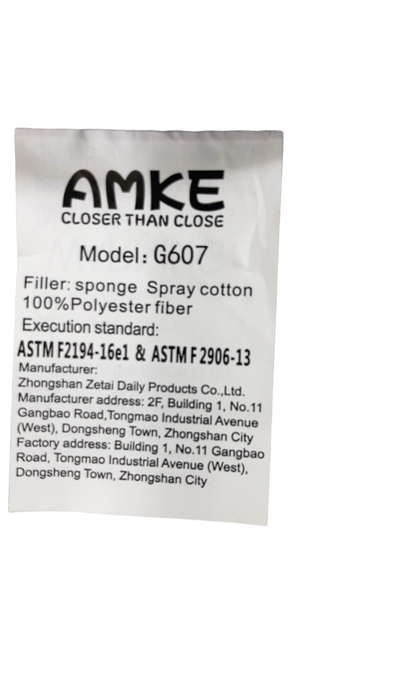 AMKE
CLOSER THAN CLOSE
Model: G607
Filler: sponge Spray cotton
100%Polyester fiber
Execution standard:
ASTM F2194-16e1 & ASTM F 2906-13
Manufacturer:
Zhongshan Zetai Daily Products Co.,Ltd.
Manufacturer address: 2F, Building 1, No.11
Gangbao Road,Tongmao Industrial Avenue
(West), Dongsheng Town, Zhongshan City
Factory address: Building 1, No.11 Gangbao
Road, Tongmao Industrial Avenue (West),
Dongsheng Town, Zhongshan City